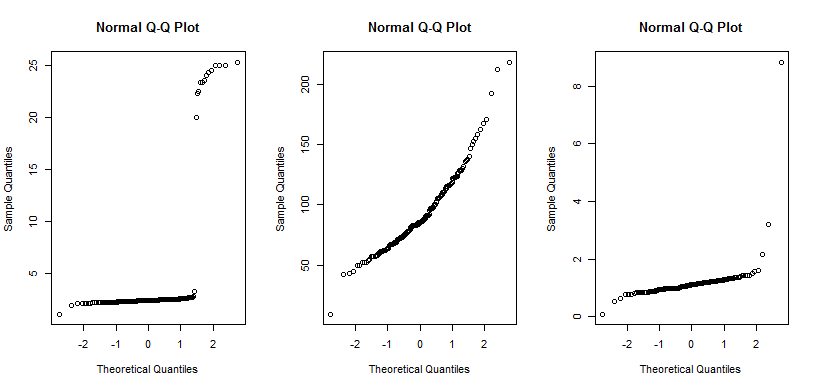 Normal Q-Q Plot
Sample Quantiles
25
20
15
10
5
-2 -1 0 1 2
Theoretical Quantiles
Normal Q-Q Plot
Sample Quantiles
200
150
100
50
-2 -1 0 1 2
Theoretical Quantiles
Normal Q-Q Plot
Sample Quantiles
8
6
4
2
0
-2 -1 0 1 2
Theoretical Quantiles